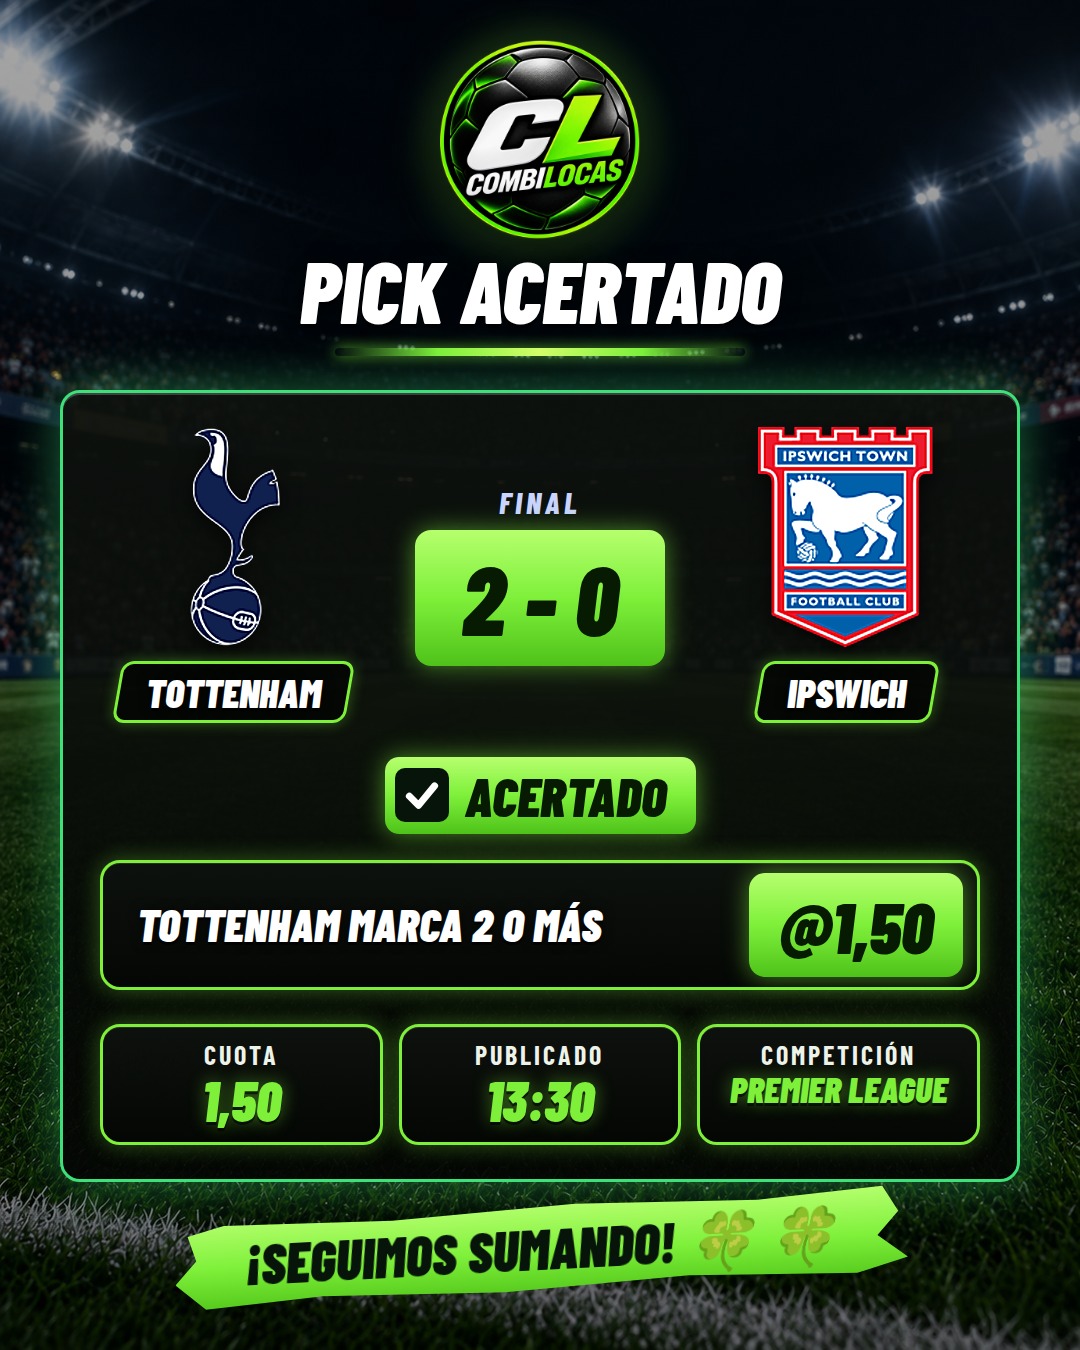 CL
COMBILOCAS
PICK ACERTADO
IPSWICH TOWN
FOOTBALL CLUB
FINAL
2 - 0
TOTTENHAM
IPSWICH
ACERTADO
TOTTENHAM MARCA 2 O MÁS
@1,50
CUOTA
1,50
PUBLICADO
13:30
COMPETICIÓN
PREMIER LEAGUE
¡SEGUIMOS SUMANDO! 🍀 🍀